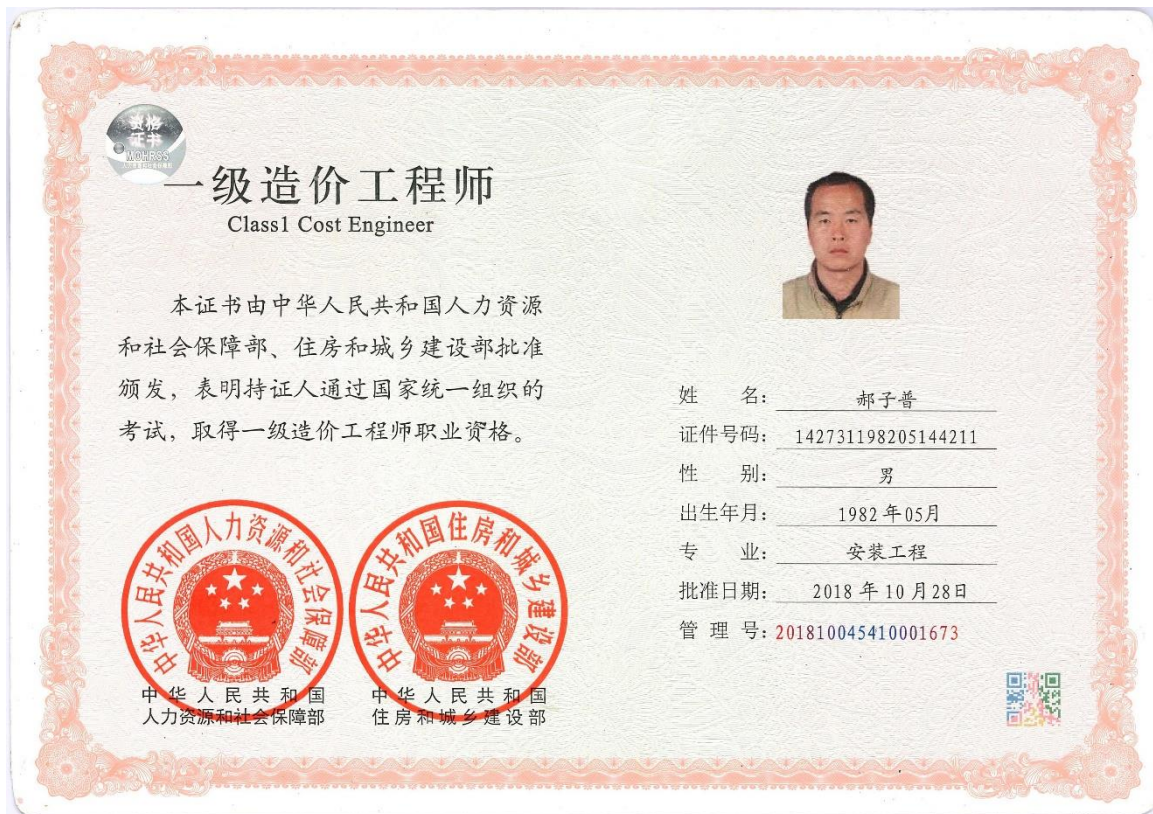 资格
证书
MOHRSS
一级造价工程师
Class1 Cost Engineer
本证书由中华人民共和国人力资源
和社会保障部、住房和城乡建设部批准
颁发，表明持证人通过国家统一组织的
考试，取得一级造价工程师职业资格。
中华人民共和国人力资源和社会保障部
中华人民共和国住房和城乡建设部
中华人民共和国
人力资源和社会保障部
中华人民共和国
住房和城乡建设部
姓 名： 郝子普
证件号码： 142731198205144211
性 别： 男
出生年月： 1982年05月
专 业： 安装工程
批准日期： 2018年10月28日
管 理 号：201810045410001673